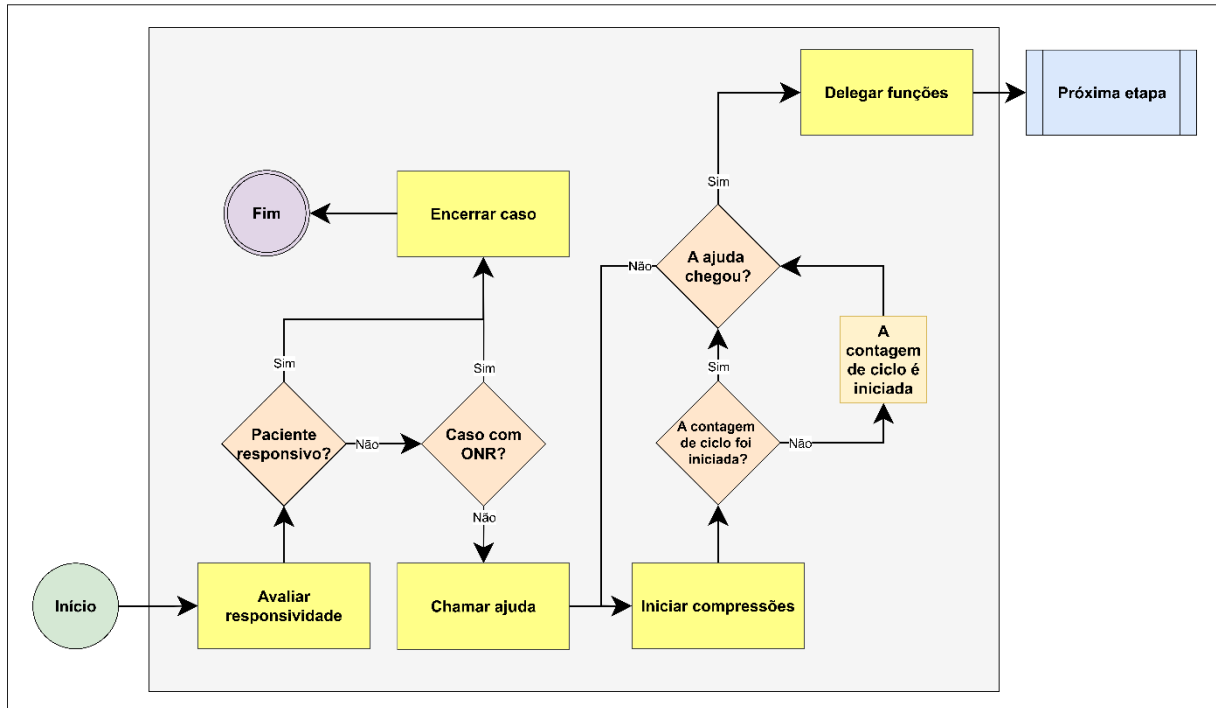 Delegar funções
Próxima etapa
Sim
Fim
Encerrar caso
A ajuda
chegou?
Não
A
contagem
de ciclo é
iniciada
Sim
Sim
Sim
Paciente
responsivo?
Não
Caso com
ONR?
A contagem
de ciclo foi
iniciada?
Não
Não
Início
Avaliar
responsividade
Chamar ajuda
Iniciar compressões